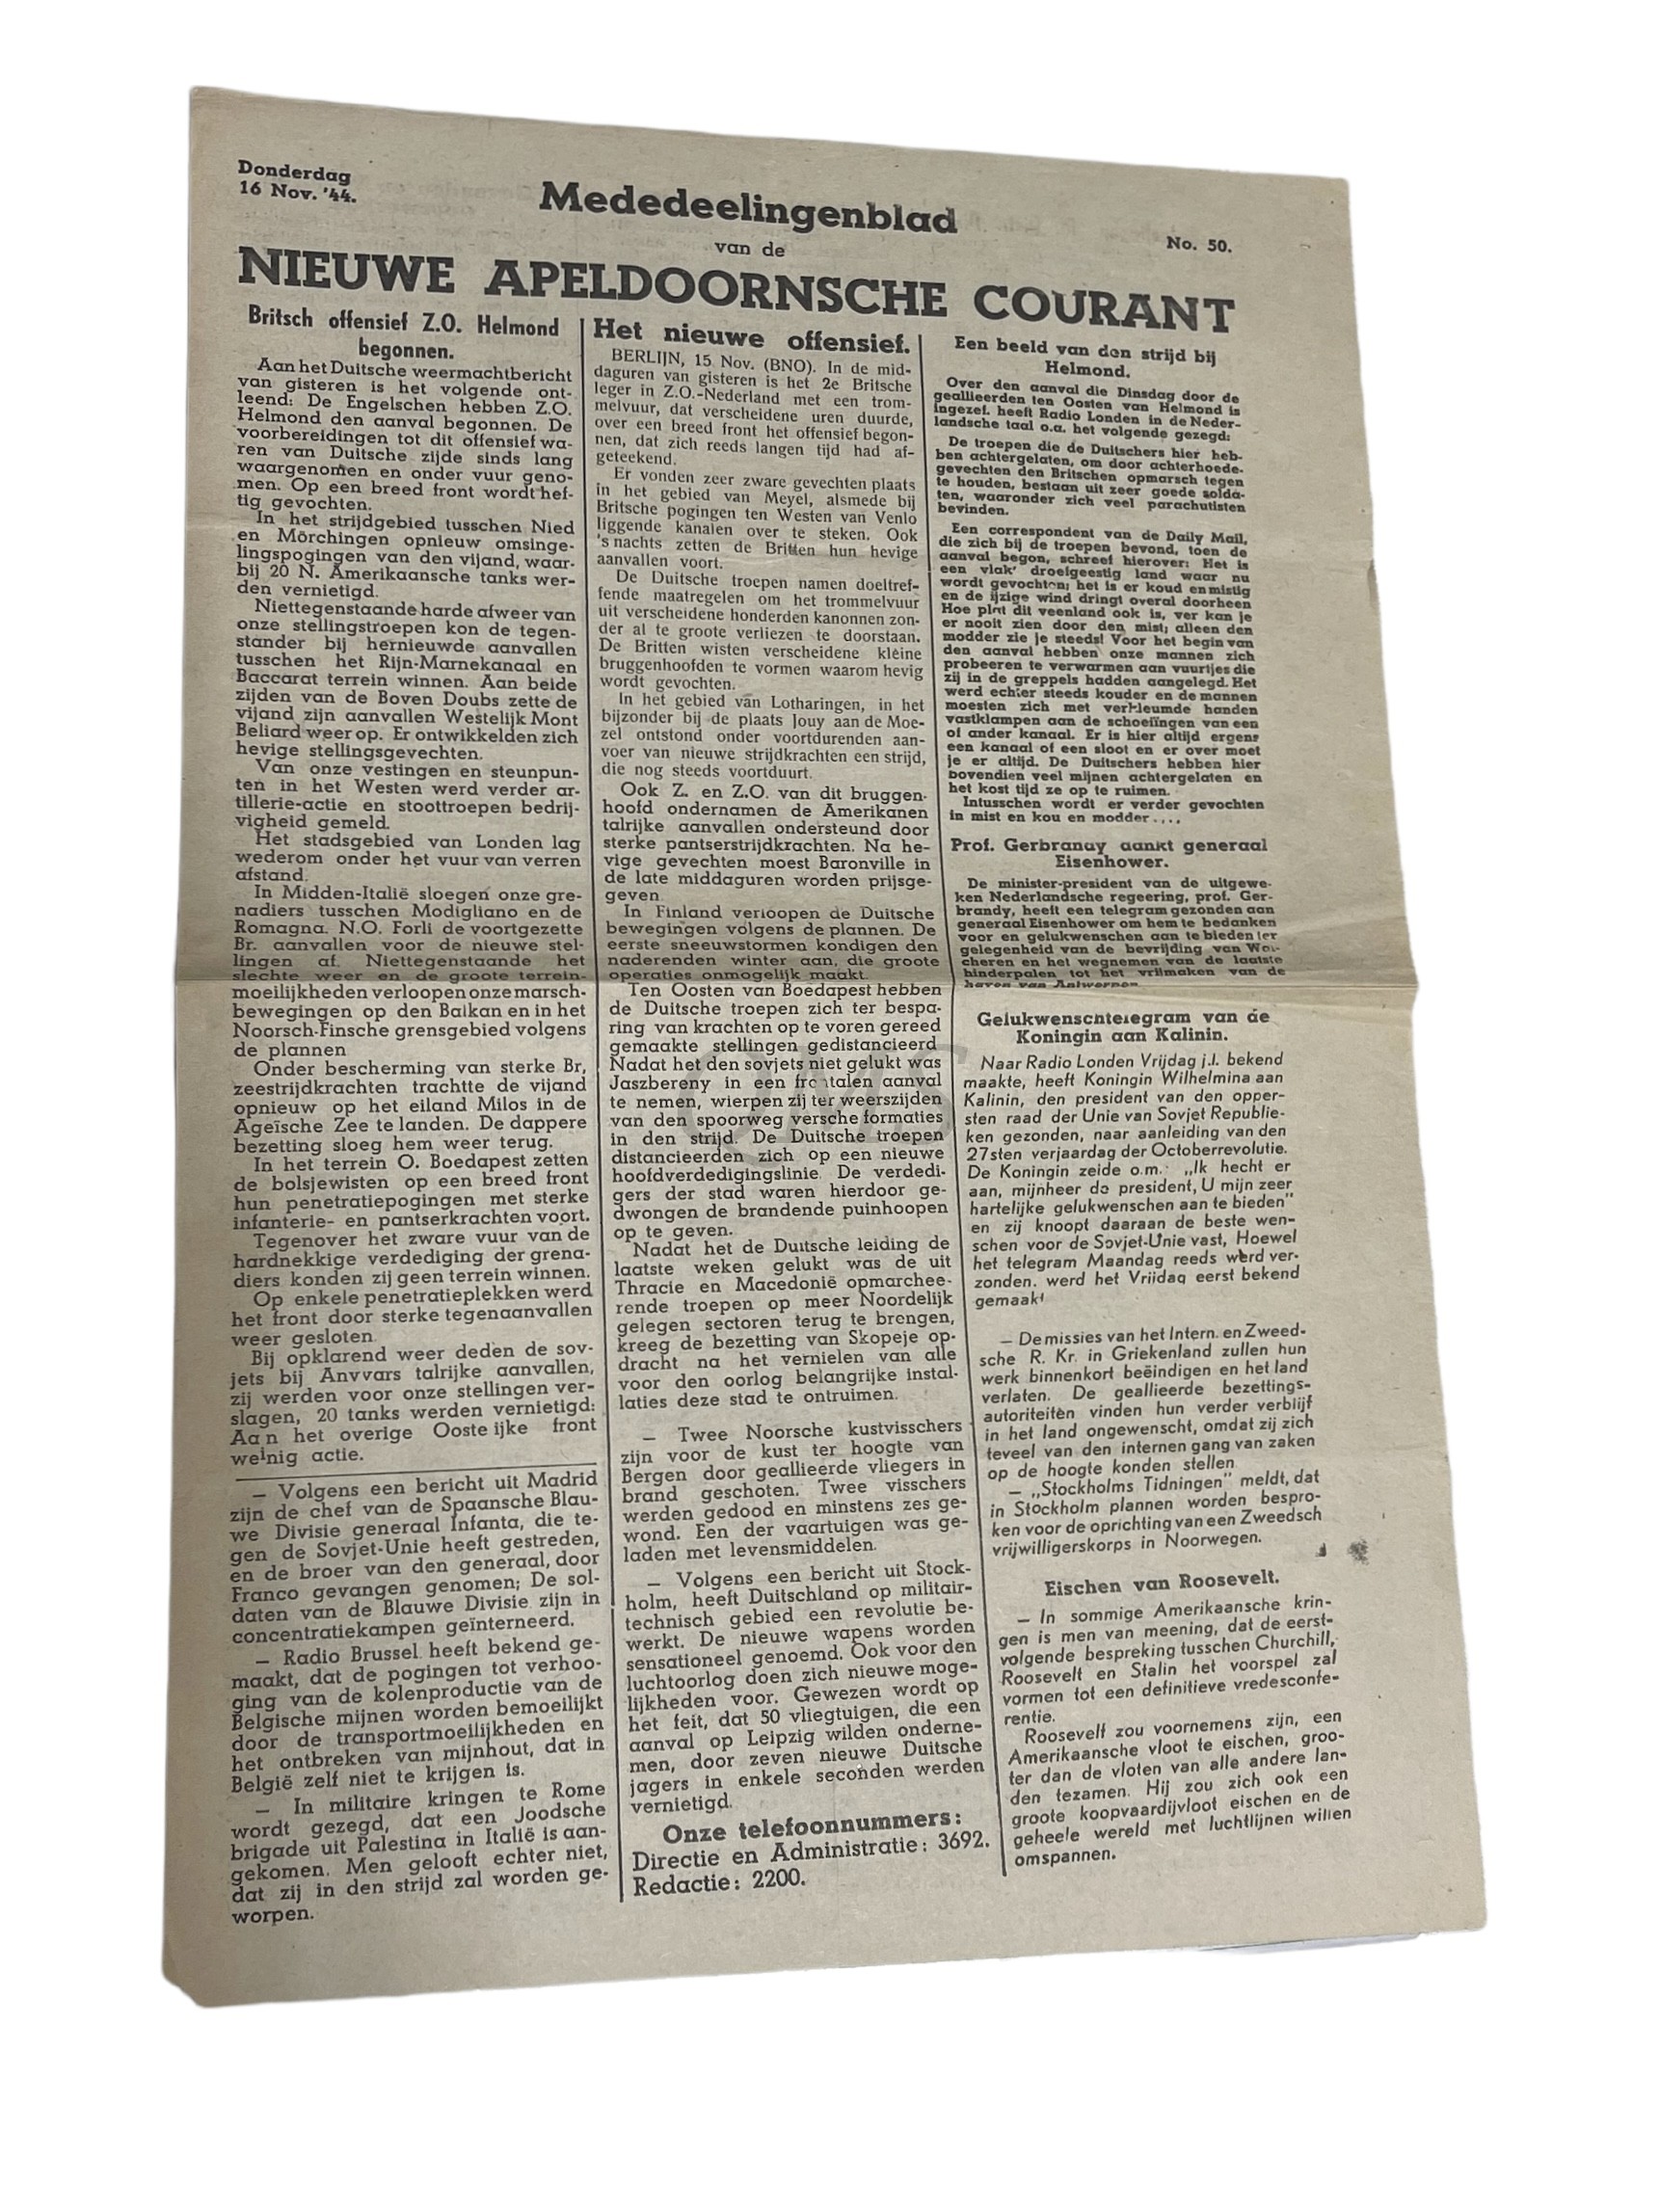 Donderdag
16 Nov. '44.
Mededeelingenblad
van de
No. 50.
NIEUWE APELDOORNSCHE COURANT
Britsch offensief Z.O. Helmond
begonnen.
Aan het Duitsche weermachtbericht
van gisteren is het volgende ont-
leend: De Engelschen hebben Z.O.
Helmond den aanval begonnen. De
voorbereidingen tot dit offensief wa-
ren van Duitsche zijde sinds lang
waargenomen en onder vuur geno-
men. Op een breed front wordt hef-
tig gevochten.
In het strijdgebied tusschen Nied
en Mörchingen opnieuw omsinge-
lingspogingen van den vijand, waar-
bij 20 N. Amerikaansche tanks wer-
den vernietigd.
Niettegenstaande harde afweer van
onze stellingstroepen kon de tegen-
stander bij hernieuwde aanvallen
tusschen het Rijn-Marnekanaal en
Baccarat terrein winnen. Aan beide
zijden van de Boven Doubs zette de
vijand zijn aanvallen Westelijk Mont
Beliard weer op. Er ontwikkelden zich
hevige stellingsgevechten.
Van onze vestingen en steunpun-
ten in het Westen werd verder ar-
tillerie-actie en stoottroepen bedrij-
vigheid gemeld.
Het stadsgebied van Londen lag
wederom onder het vuur van verren
afstand.
In Midden-Italië sloegen onze gre-
nadiers tusschen Modigliano en de
Romagna. N.O. Forli de voortgezette
Br. aanvallen voor de nieuwe stel-
lingen af. Niettegenstaande het
slechte weer en de groote terrein-
moeilijkheden verloopen onze marsch-
bewegingen op den Balkan en in het
Noorsch-Finsche grensgebied volgens
de plannen
Onder bescherming van sterke Br,
zeestrijdkrachten trachtte de vijand
opnieuw op het eiland Milos in de
Ageïsche Zee te landen. De dappere
bezetting sloeg hem weer terug.
In het terrein O. Boedapest zetten
de bolsjewisten op een breed front
hun penetratiepogingen met sterke
infanterie- en pantserkrachten voort.
Tegenover het zware vuur van de
hardnekkige verdediging der grena-
diers konden zij geen terrein winnen.
Op enkele penetratieplekken werd
het front door sterke tegenaanvallen
weer gesloten.
Bij opklarend weer deden de sov-
jets bij Anvvars talrijke aanvallen,
zij werden voor onze stellingen ver-
slagen, 20 tanks werden vernietigd:
Aan het overige Ooste ijke front
weinig actie.
— Volgens een bericht uit Madrid
zijn de chef van de Spaansche Blau-
we Divisie generaal Infanta, die te-
gen de Sovjet-Unie heeft gestreden,
en de broer van den generaal, door
Franco gevangen genomen; De sol-
daten van de Blauwe Divisie zijn in
concentratiekampen geïnterneerd.
— Radio Brussel heeft bekend ge-
maakt, dat de pogingen tot verhoo-
ging van de kolenproductie van de
Belgische mijnen worden bemoeilijkt
door de transportmoeilijkheden en
het ontbreken van mijnhout, dat in
België zelf niet te krijgen is.
— In militaire kringen te Rome
wordt gezegd, dat een Joodsche
brigade uit Palestina in Italië is aan-
gekomen. Men gelooft echter niet,
dat zij in den strijd zal worden ge-
worpen.
Het nieuwe offensief.
BERLIJN, 15 Nov. (BNO). In de mid-
daguren van gisteren is het 2e Britsche
leger in Z.O.-Nederland met een trom-
melvuur, dat verscheidene uren duurde,
over een breed front het offensief begon-
nen, dat zich reeds langen tijd had af-
geteekend.
Er vonden zeer zware gevechten plaats
in het gebied van Meyel, alsmede bij
Britsche pogingen ten Westen van Venlo
liggende kanalen over te steken. Ook
's nachts zetten de Britten hun hevige
aanvallen voort.
De Duitsche troepen namen doeltref-
fende maatregelen om het trommelvuur
uit verscheidene honderden kanonnen zon-
der al te groote verliezen te doorstaan.
De Britten wisten verscheidene kleine
bruggenhoofden te vormen waarom hevig
wordt gevochten.
In het gebied van Lotharingen, in het
bijzonder bij de plaats Jouy aan de Moe-
zel ontstond onder voortdurenden aan-
voer van nieuwe strijdkrachten een strijd,
die nog steeds voortduurt.
Ook Z. en Z.O. van dit bruggen-
hoofd ondernamen de Amerikanen
talrijke aanvallen ondersteund door
sterke pantserstrijdkrachten. Na he-
vige gevechten moest Baronville in
de late middaguren worden prijsge-
geven.
In Finland verloopen de Duitsche
bewegingen volgens de plannen. De
eerste sneeuwstormen kondigen den
naderenden winter aan, die groote
operaties onmogelijk maakt.
Ten Oosten van Boedapest hebben
de Duitsche troepen zich ter bespa-
ring van krachten op te voren gereed
gemaakte stellingen gedistancieerd
Nadat het den sovjets niet gelukt was
Jaszbereny in een frontalen aanval
te nemen, wierpen zij ter weerszijden
van den spoorweg versche formaties
in den strijd. De Duitsche troepen
distancieerden zich op een nieuwe
hoofdverdedigingslinie. De verdedi-
gers der stad waren hierdoor ge-
dwongen de brandende puinhoopen
op te geven.
Nadat het de Duitsche leiding de
laatste weken gelukt was de uit
Thracie en Macedonië opmarchee-
rende troepen op meer Noordelijk
gelegen sectoren terug te brengen,
kreeg de bezetting van Skopeje op-
dracht na het vernielen van alle
voor den oorlog belangrijke instal-
laties deze stad te ontruimen.
— Twee Noorsche kustvisschers
zijn voor de kust ter hoogte van
Bergen door geallieerde vliegers in
brand geschoten. Twee visschers
werden gedood en minstens zes ge-
wond. Een der vaartuigen was ge-
laden met levensmiddelen.
— Volgens een bericht uit Stock-
holm, heeft Duitschland op militair-
technisch gebied een revolutie be-
werkt. De nieuwe wapens worden
sensationeel genoemd. Ook voor den
luchtoorlog doen zich nieuwe moge-
lijkheden voor. Gewezen wordt op
het feit, dat 50 vliegtuigen, die een
aanval op Leipzig wilden onderne-
men, door zeven nieuwe Duitsche
jagers in enkele seconden werden
vernietigd.
Onze telefoonnummers:
Directie en Administratie: 3692.
Redactie: 2200.
Een beeld van den strijd bij
Helmond.
Over den aanval die Dinsdag door de
geallieerden ten Oosten van Helmond is
ingezet. heeft Radio Londen in de Neder-
landsche taal o.a. het volgende gezegd:
De troepen die de Duitschers hier heb-
ben achtergelaten, om door achterhoede-
gevechten den Britschen opmarsch tegen
te houden, bestaan uit zeer goede solda-
ten, waaronder zich veel parachutisten
bevinden.
Een correspondent van de Daily Mail,
die zich bij de troepen bevond, toen de
aanval begon, schreef hierover: Het is
een vlak' droefgeestig land waar nu
wordt gevochten; het is er koud en mistig
en de ijzige wind dringt overal doorheen
Hoe plat dit veenland ook is, ver kan je
er nooit zien door den mist; alleen den
modder zie je steeds! Voor het begin van
den aanval hebben onze mannen zich
probeeren te verwarmen aan vuurtjes die
zij in de greppels hadden aangelegd. Het
werd echter steeds kouder en de mannen
moesten zich met verkleumde handen
vastklampen aan de schoeiïngen van een
of ander kanaal. Er is hier altijd ergens
een kanaal of een sloot en er over moet
je er altijd. De Duitschers hebben hier
bovendien veel mijnen achtergelaten en
het kost tijd ze op te ruimen.
Intusschen wordt er verder gevochten
in mist en kou en modder....
Prof. Gerbrandy dankt generaal
Eisenhower.
De minister-president van de uitgewe-
ken Nederlandsche regeering, prof. Ger-
brandy, heeft een telegram gezonden aan
generaal Eisenhower om hem te bedanken
voor en gelukwenschen aan te bieden ter
gelegenheid van de bevrijding van Wal-
cheren en het wegnemen van de laatste
hinderpalen tot het vrijmaken van de
haven van Antwerpen
Gelukwenschtelegram van de
Koningin aan Kalinin.
Naar Radio Londen Vrijdag j.l. bekend
maakte, heeft Koningin Wilhelmina aan
Kalinin, den president van den opper-
sten raad der Unie van Sovjet Republie-
ken gezonden, naar aanleiding van den
27sten verjaardag der Octoberrevolutie.
De Koningin zeide o.m. „Ik hecht er
aan, mijnheer de president, U mijn zeer
hartelijke gelukwenschen aan te bieden"
en zij knoopt daaraan de beste wen-
schen voor de Sovjet-Unie vast, Hoewel
het telegram Maandag reeds werd ver-
zonden. werd het Vrijdag eerst bekend
gemaakt
— De missies van het Intern. en Zweed-
sche R. Kr. in Griekenland zullen hun
werk binnenkort beëindigen en het land
verlaten. De geallieerde bezettings-
autoriteiten vinden hun verder verblijf
in het land ongewenscht, omdat zij zich
teveel van den internen gang van zaken
op de hoogte konden stellen
— „Stockholms Tidningen" meldt, dat
in Stockholm plannen worden bespro-
ken voor de oprichting van een Zweedsch
vrijwilligerskorps in Noorwegen.
Eischen van Roosevelt.
— In sommige Amerikaansche krin-
gen is men van meening, dat de eerst-
volgende bespreking tusschen Churchill,
Roosevelt en Stalin het voorspel zal
vormen tot een definitieve vredesconfe-
rentie.
Roosevelt zou voornemens zijn, een
Amerikaansche vloot te eischen, groo-
ter dan de vloten van alle andere lan-
den tezamen. Hij zou zich ook een
groote koopvaardijvloot eischen en de
geheele wereld met luchtlijnen willen
omspannen.
QMS